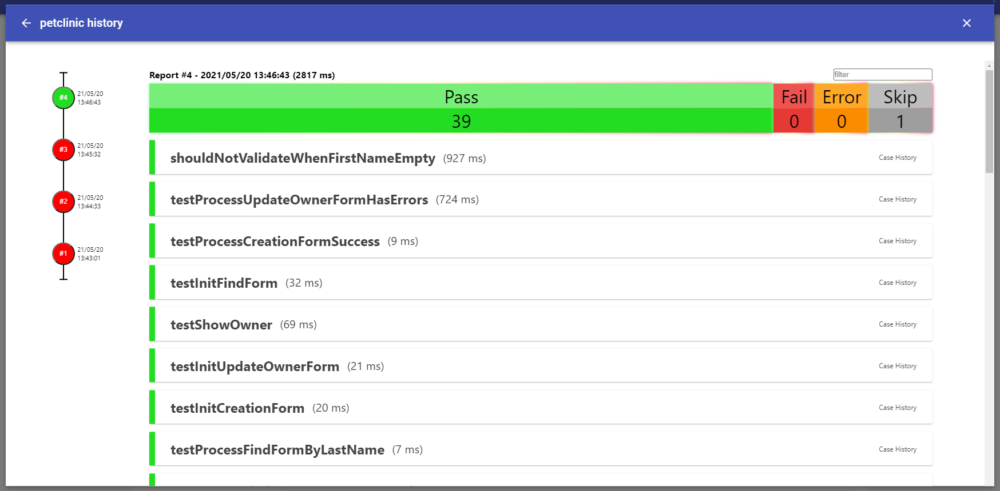 petclinic history
#4
21/05/20
13:46:43
#3
21/05/20
13:45:32
#2
21/05/20
13:44:33
#1
21/05/20
13:43:01
Report #4 - 2021/05/20 13:46:43 (2817 ms)
filter
Pass Fail Error Skip
39 0 0 1
shouldNotValidateWhenFirstNameEmpty (927 ms) Case History
testProcessUpdateOwnerFormHasErrors (724 ms) Case History
testProcessCreationFormSuccess (9 ms) Case History
testInitFindForm (32 ms) Case History
testShowOwner (69 ms) Case History
testInitUpdateOwnerForm (21 ms) Case History
testInitCreationForm (20 ms) Case History
testProcessFindFormByLastName (7 ms) Case History